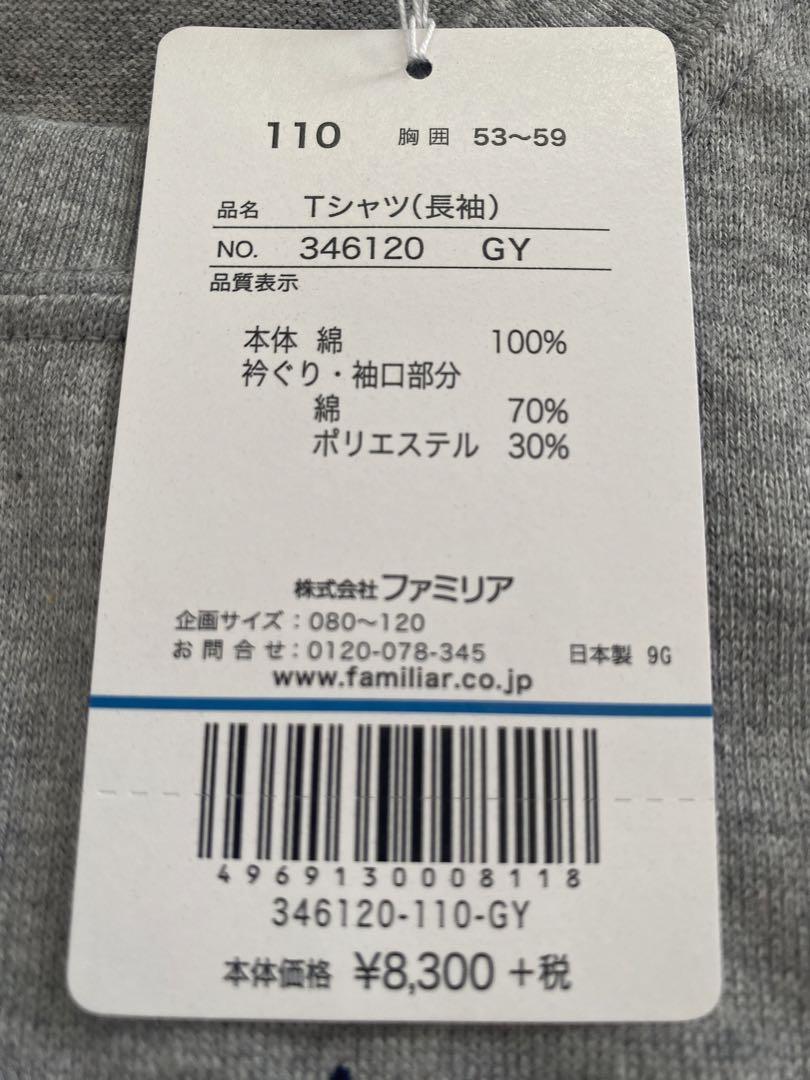 110 胸囲 53～59
品名 Tシャツ(長袖)
NO. 346120 GY
品質表示
本体 綿 100%
衿ぐり・袖口部分
綿 70%
ポリエステル 30%
株式会社ファミリア
企画サイズ：080～120
お問合せ：0120-078-345 日本製 9G
www.familiar.co.jp
4969130008118
346120-110-GY
本体価格 ¥8,300 +税